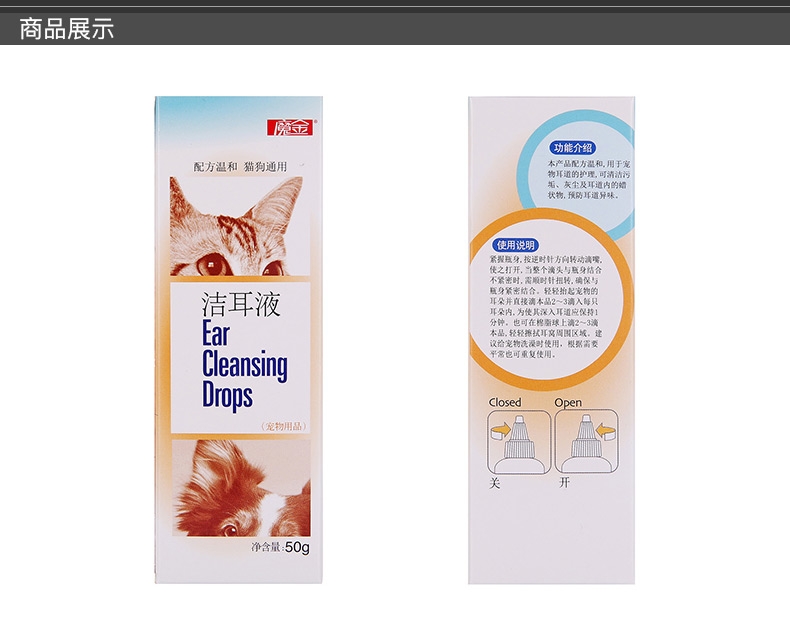 商品展示
魔金®
配方温和 猫狗通用
洁耳液
Ear
Cleansing
Drops
(宠物用品)
净含量:50g
功能介绍
本产品配方温和,用于宠
物耳道的护理,可清洁污
垢、灰尘及耳道内的蜡
状物,预防耳道异味。
使用说明
紧握瓶身,按逆时针方向转动滴嘴,
使之打开,当整个滴头与瓶身结合
不紧密时,需顺时针扭转,确保与
瓶身紧密结合。轻轻抬起宠物的
耳朵并直接滴本品2~3滴入每只
耳朵内,为使其深入耳道应保持1
分钟。也可在棉脂球上滴2~3滴
本品,轻轻擦拭耳窝周围区域。建
议给宠物洗澡时使用，根据需要
平常也可重复使用。
Closed Open
关 开